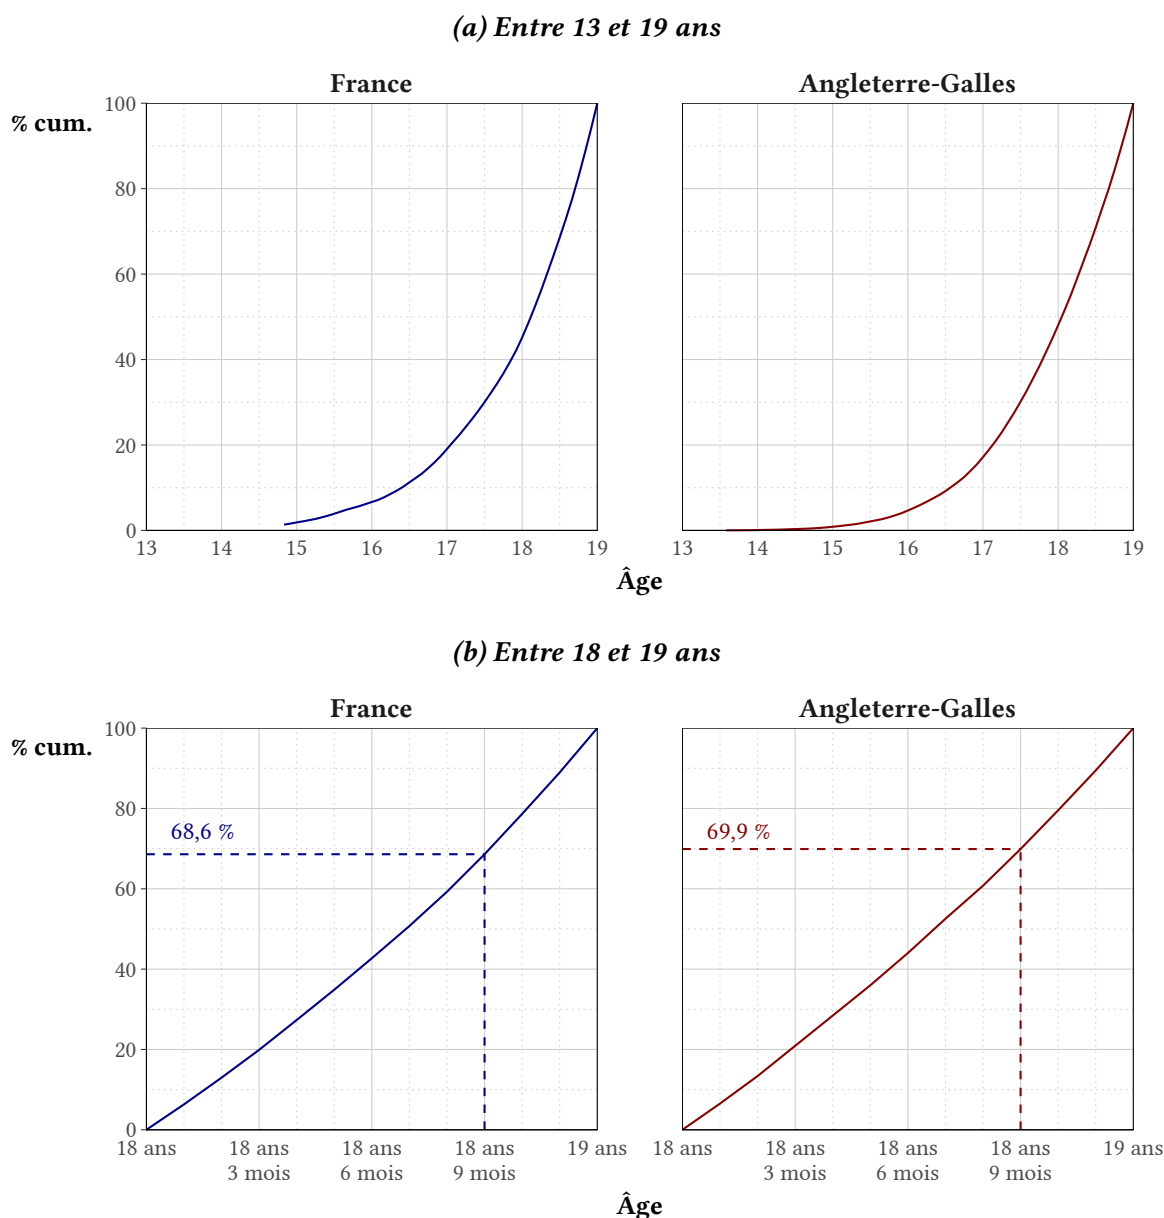 (a) Entre 13 et 19 ans
France Angleterre-Galles
% cum.
100
80
60
40
20
0
13 14 15 16 17 18 19 13 14 15 16 17 18 19
Âge
(b) Entre 18 et 19 ans
France Angleterre-Galles
% cum.
100
80
68,6 % 69,9 %
60
40
20
0
18 ans 18 ans 18 ans 18 ans 19 ans 18 ans 18 ans 18 ans 18 ans 19 ans
3 mois 6 mois 9 mois 3 mois 6 mois 9 mois
Âge